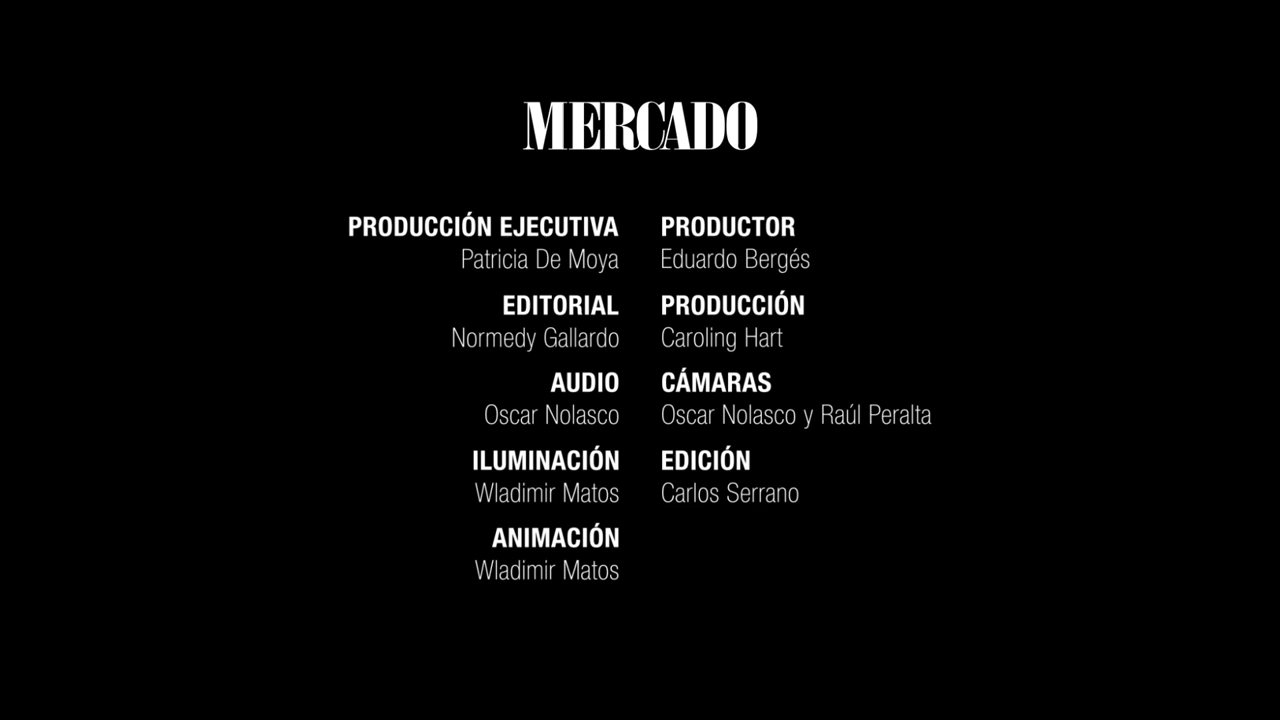 MERCADO
PRODUCCIÓN EJECUTIVA
Patricia De Moya
EDITORIAL
Normedy Gallardo
AUDIO
Oscar Nolasco
ILUMINACIÓN
Wladimir Matos
ANIMACIÓN
Wladimir Matos
PRODUCTOR
Eduardo Bergés
PRODUCCIÓN
Caroling Hart
CÁMARAS
Oscar Nolasco y Raúl Peralta
EDICIÓN
Carlos Serrano